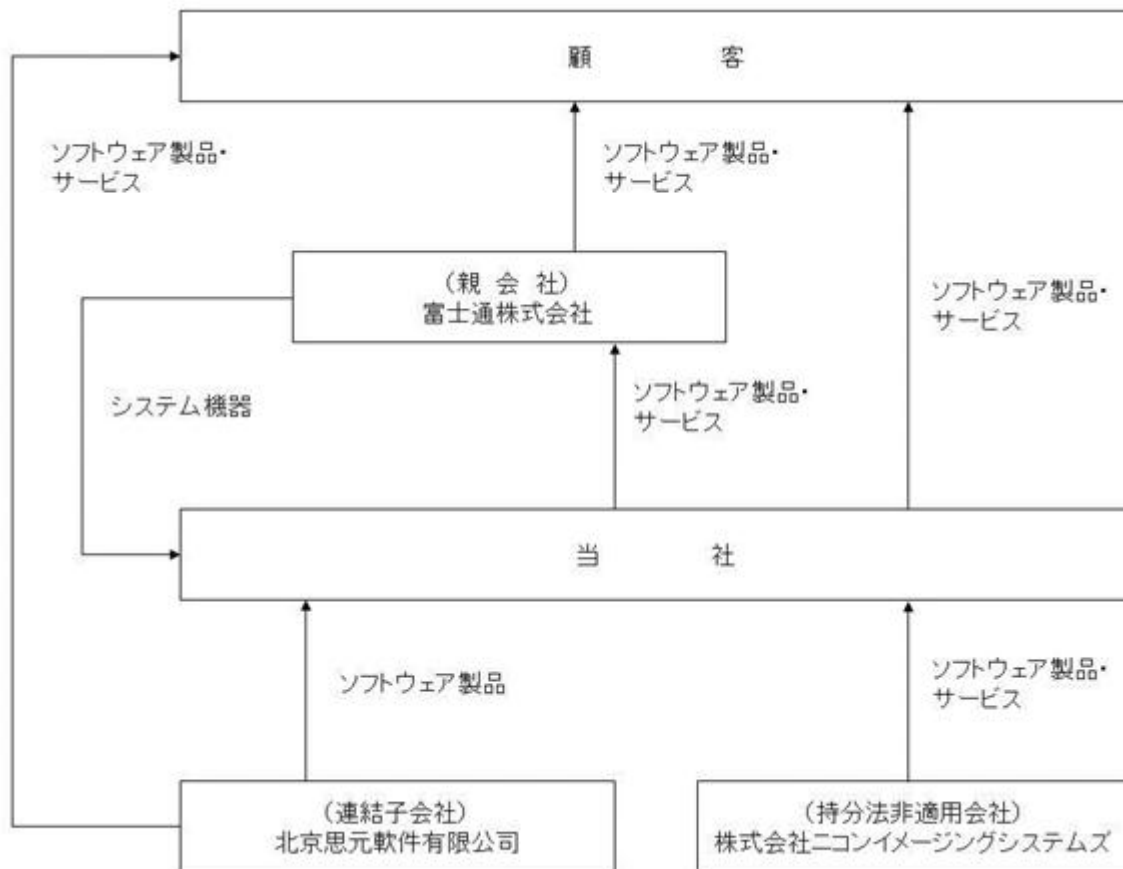 顧　　　　客
ソフトウェア製品・
サービス
ソフトウェア製品・
サービス
(親 会 社)
富士通株式会社
ソフトウェア製品・
サービス
システム機器
ソフトウェア製品・
サービス
当　　　　社
ソフトウェア製品
ソフトウェア製品・
サービス
(連結子会社)
北京思元軟件有限公司
(持分法非適用会社)
株式会社ニコンイメージングシステムズ